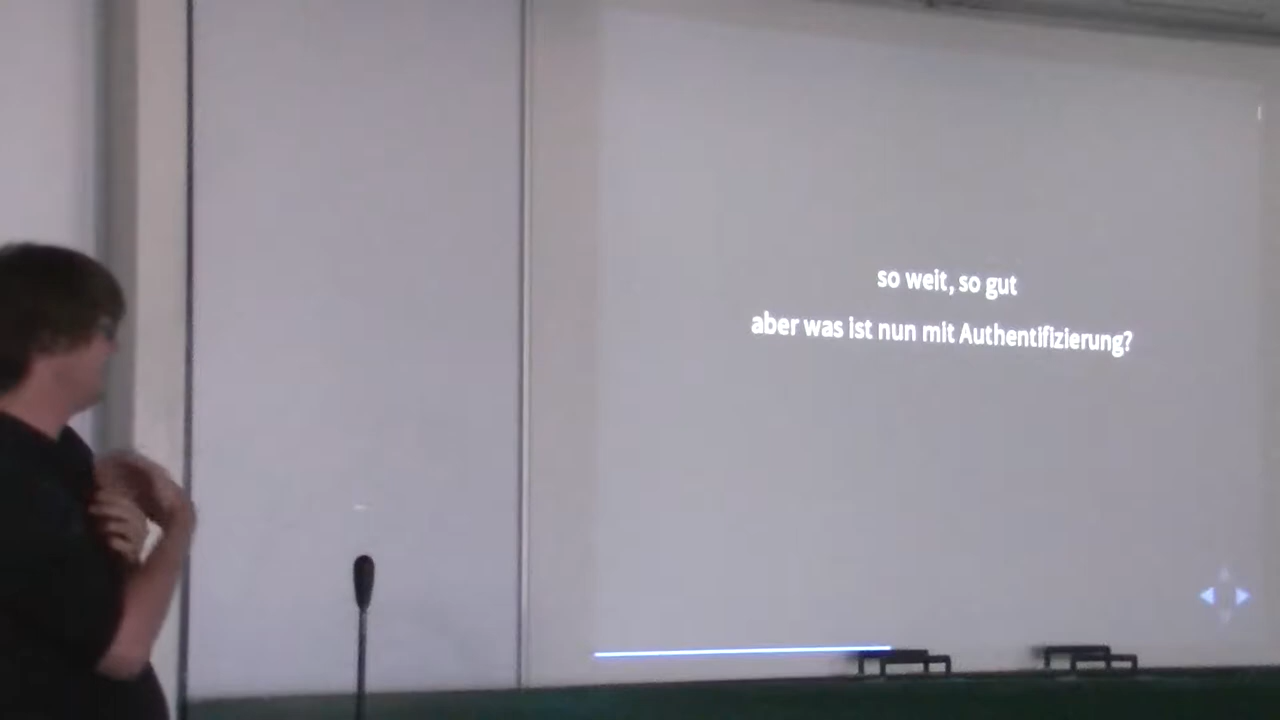 so weit, so gut
aber was ist nun mit Authentifizierung?